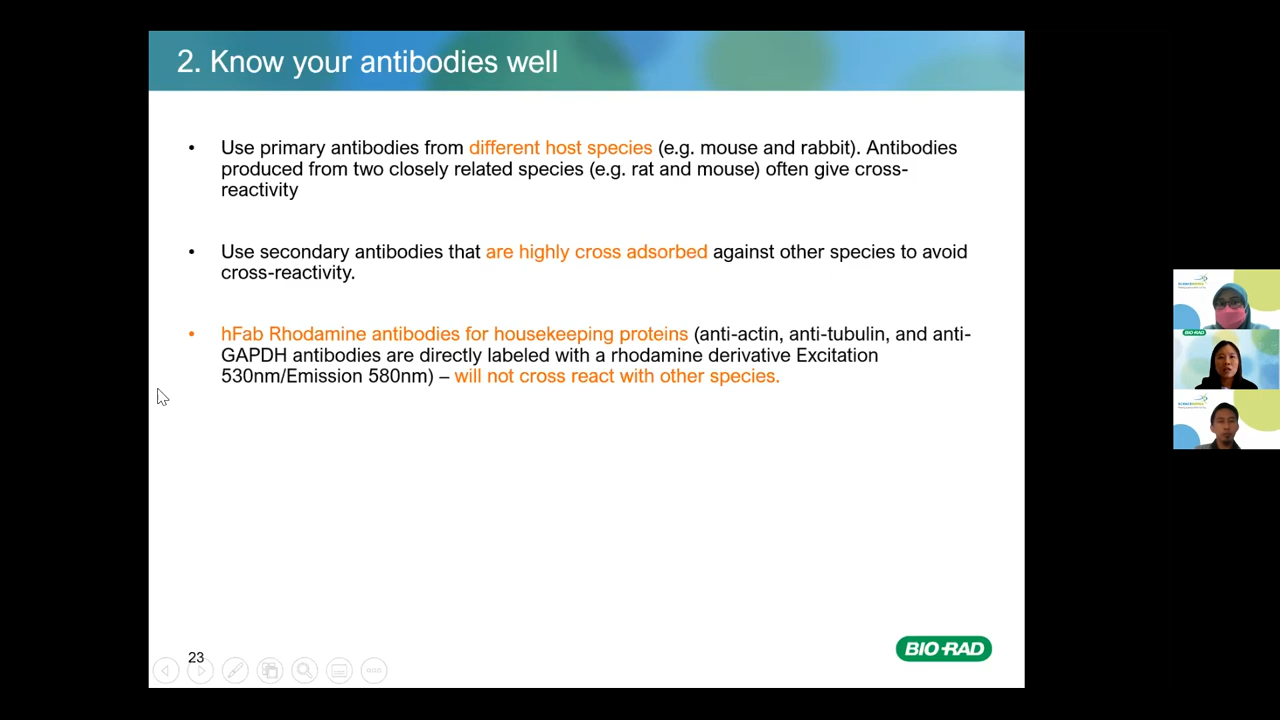 2. Know your antibodies well
• Use primary antibodies from different host species (e.g. mouse and rabbit). Antibodies
produced from two closely related species (e.g. rat and mouse) often give cross-
reactivity
• Use secondary antibodies that are highly cross adsorbed against other species to avoid
cross-reactivity.
• hFab Rhodamine antibodies for housekeeping proteins (anti-actin, anti-tubulin, and anti-
GAPDH antibodies are directly labeled with a rhodamine derivative Excitation
530nm/Emission 580nm) – will not cross react with other species.
BIO-RAD
23
BIO-RAD